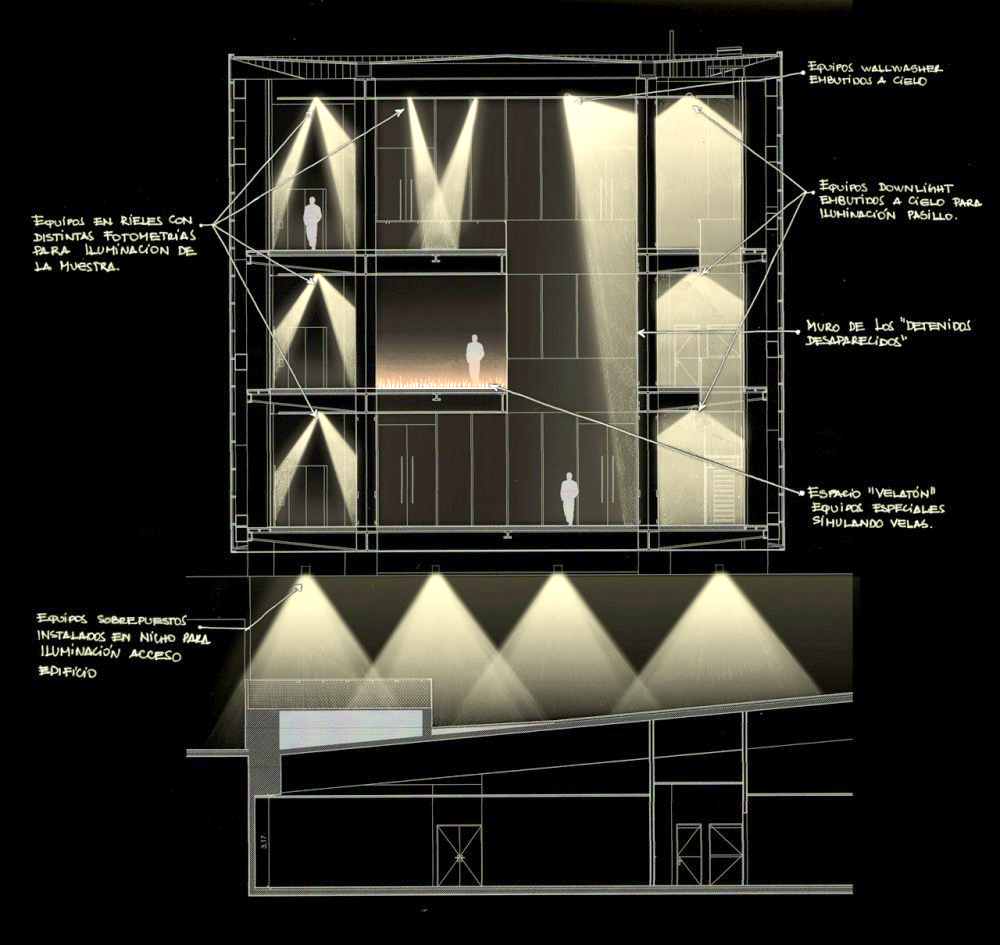 EQUIPOS WALLWASHER
EMBUTIDOS A CIELO
EQUIPOS DOWNLIGHT
EMBUTIDOS A CIELO PARA
ILUMINACIÓN PASILLO.
EQUIPOS EN RIELES CON
DISTINTAS FOTOMETRÍAS
PARA ILUMINACION DE
LA MUESTRA.
MURO DE LOS "DETENIDOS
DESAPARECIDOS"
ESPACIO "VELATÓN"
EQUIPOS ESPECIALES
SIMULANDO VELAS.
EQUIPOS SOBREPUESTOS
INSTALADOS EN NICHO PARA
ILUMINACIÓN ACCESO
EDIFICIO
3,17